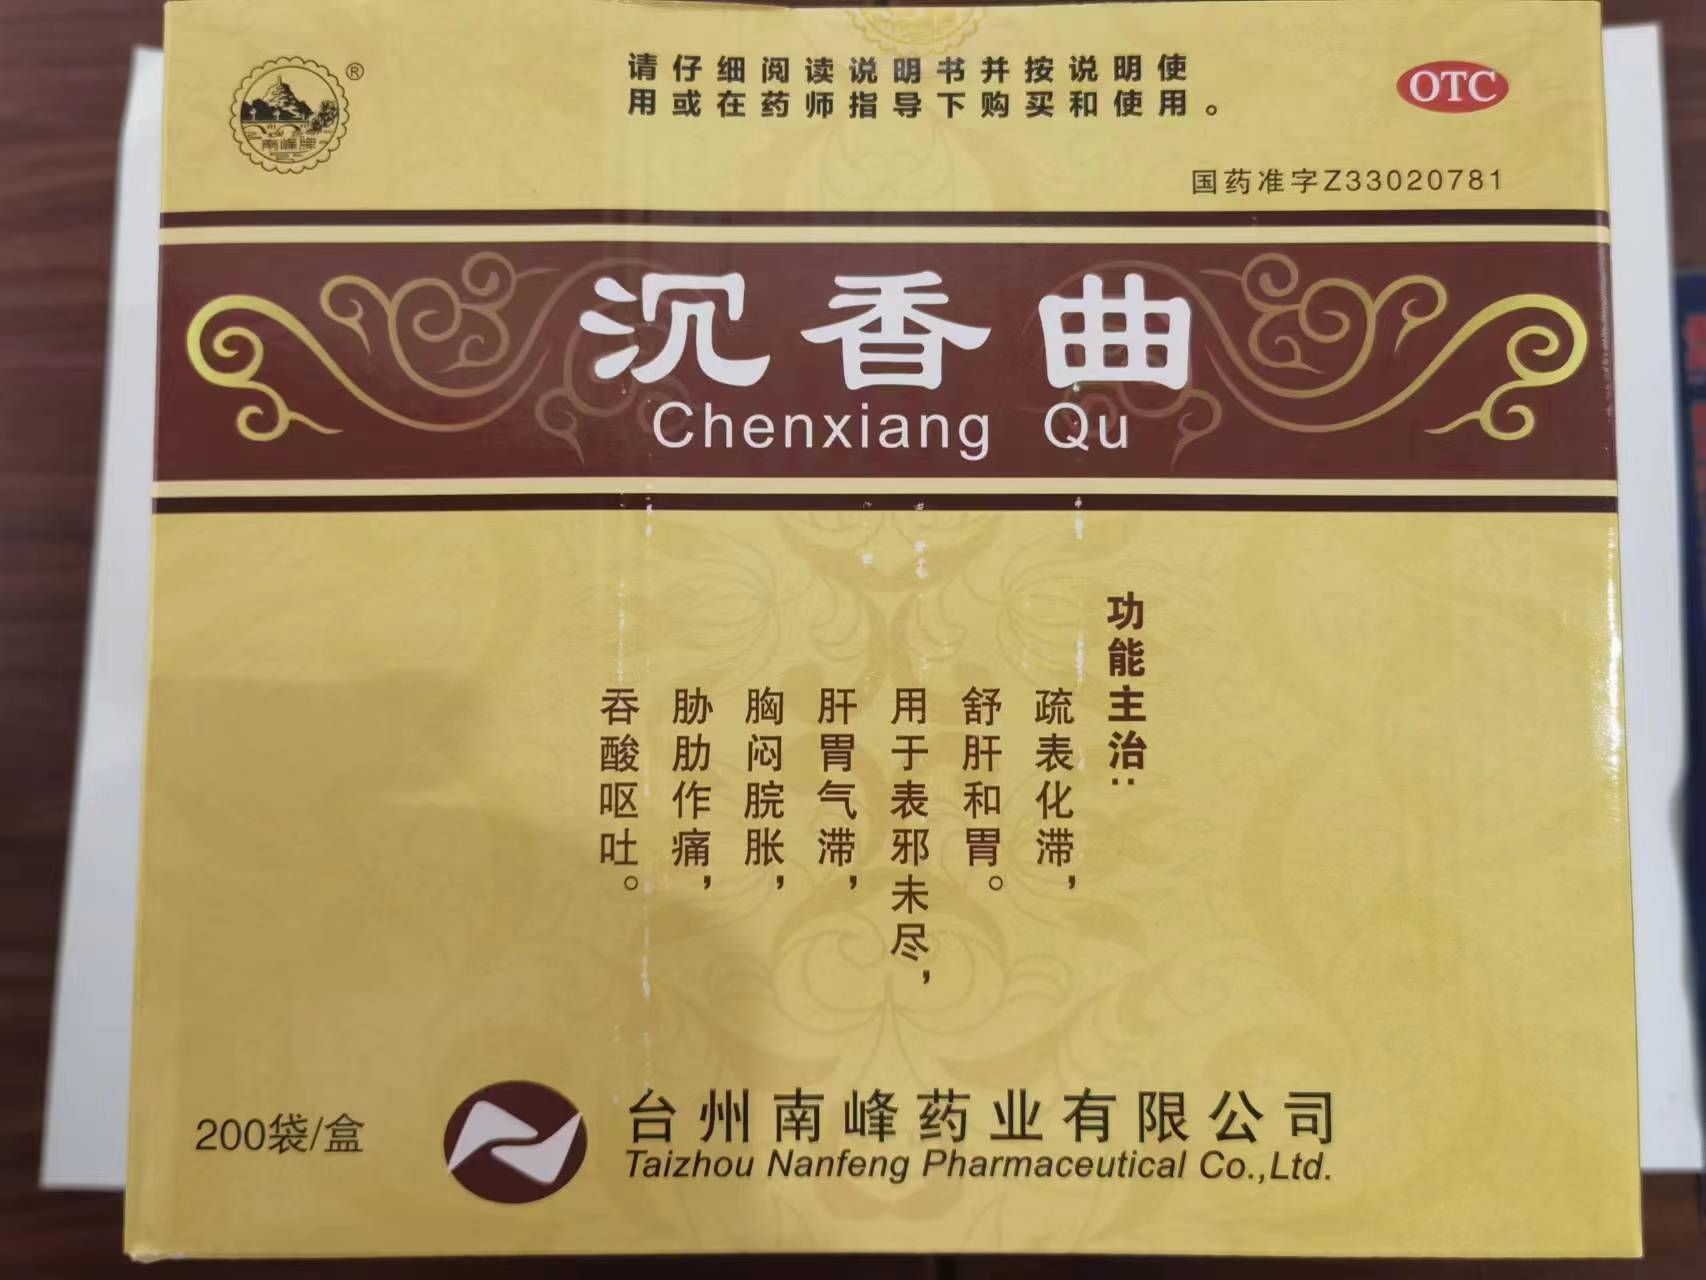 南峰牌
®
请仔细阅读说明书并按说明使
用或在药师指导下购买和使用。
OTC
国药准字Z33020781
沉香曲
Chenxiang Qu
功能主治：
疏表化滞，
舒肝和胃。
用于表邪未尽，
肝胃气滞，
胸闷脘胀，
胁肋作痛，
吞酸呕吐。
200袋/盒
台州南峰药业有限公司
Taizhou Nanfeng Pharmaceutical Co.,Ltd.